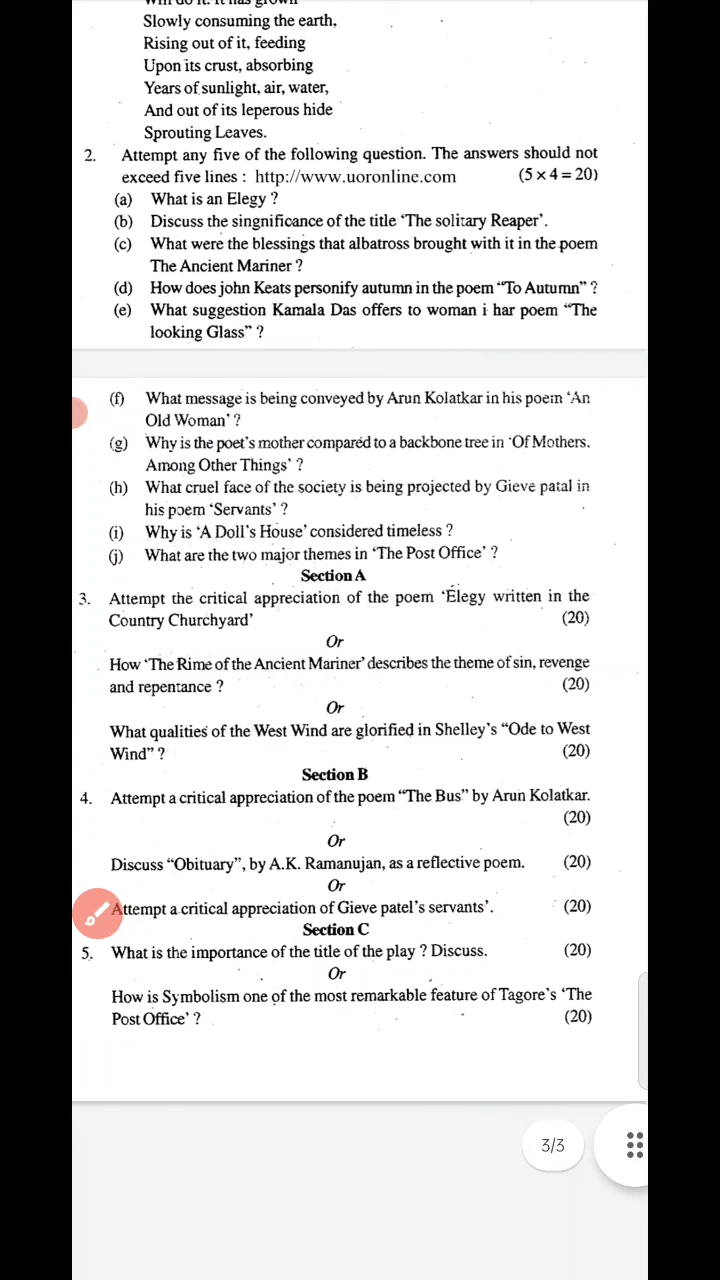 Will do it. It has grown
Slowly consuming the earth,
Rising out of it, feeding
Upon its crust, absorbing
Years of sunlight, air, water,
And out of its leperous hide
Sprouting Leaves.
2. Attempt any five of the following question. The answers should not
exceed five lines : http://www.uoronline.com (5 × 4 = 20)
(a) What is an Elegy ?
(b) Discuss the singnificance of the title ‘The solitary Reaper’.
(c) What were the blessings that albatross brought with it in the poem
The Ancient Mariner ?
(d) How does john Keats personify autumn in the poem “To Autumn” ?
(e) What suggestion Kamala Das offers to woman i har poem “The
looking Glass” ?
(f) What message is being conveyed by Arun Kolatkar in his poem ‘An
Old Woman’ ?
(g) Why is the poet’s mother compared to a backbone tree in ‘Of Mothers.
Among Other Things’ ?
(h) What cruel face of the society is being projected by Gieve patal in
his poem ‘Servants’ ?
(i) Why is ‘A Doll’s House’ considered timeless ?
(j) What are the two major themes in ‘The Post Office’ ?
Section A
3. Attempt the critical appreciation of the poem ‘Elegy written in the
Country Churchyard’ (20)
Or
How ‘The Rime of the Ancient Mariner’ describes the theme of sin, revenge
and repentance ? (20)
Or
What qualities of the West Wind are glorified in Shelley’s “Ode to West
Wind” ? (20)
Section B
4. Attempt a critical appreciation of the poem “The Bus” by Arun Kolatkar.
(20)
Or
Discuss “Obituary”, by A.K. Ramanujan, as a reflective poem. (20)
Or
Attempt a critical appreciation of Gieve patel’s servants’. (20)
Section C
5. What is the importance of the title of the play ? Discuss. (20)
Or
How is Symbolism one of the most remarkable feature of Tagore’s ‘The
Post Office’ ? (20)
3/3